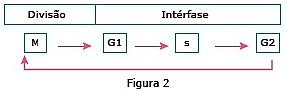 Divisão Intérfase
M G1 s G2
Figura 2